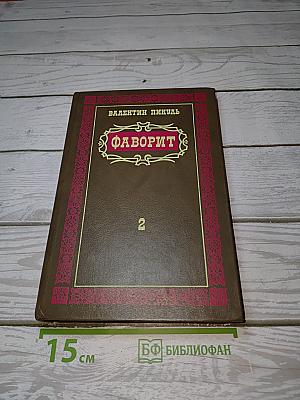 ВАЛЕНТИН ПИКУЛЬ
ФАВОРИТ
2
15 см
БФ БИБЛИОФАН